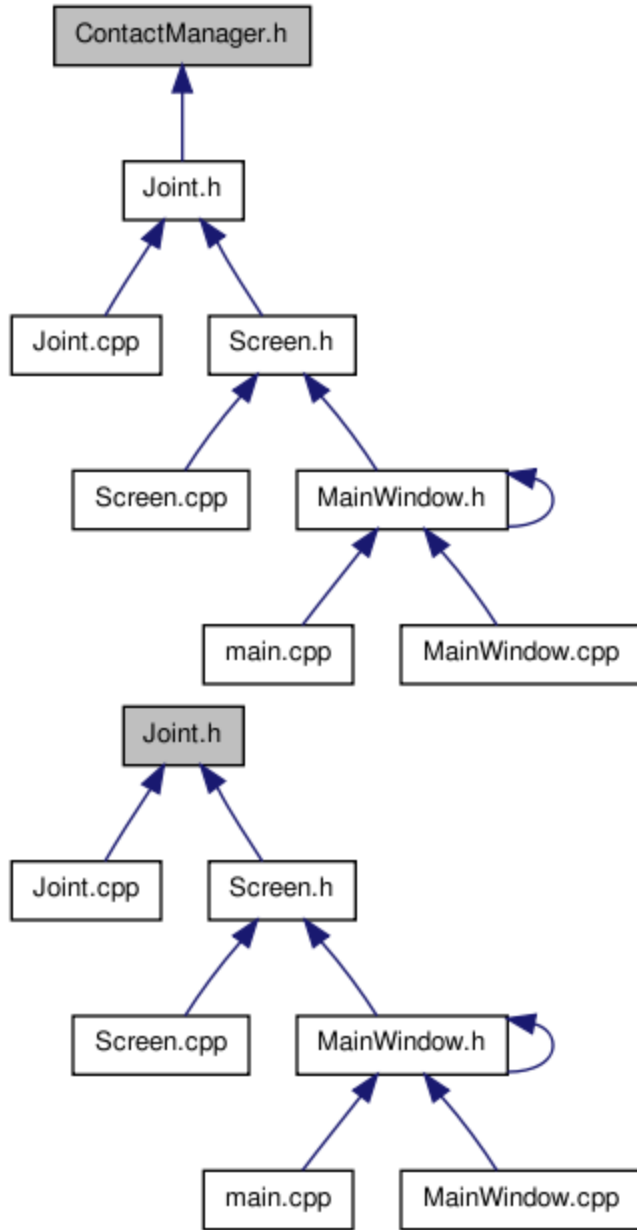 ContactManager.h
Joint.h
Joint.cpp
Screen.h
Screen.cpp
MainWindow.h
main.cpp
MainWindow.cpp
Joint.h
Joint.cpp
Screen.h
Screen.cpp
MainWindow.h
main.cpp
MainWindow.cpp